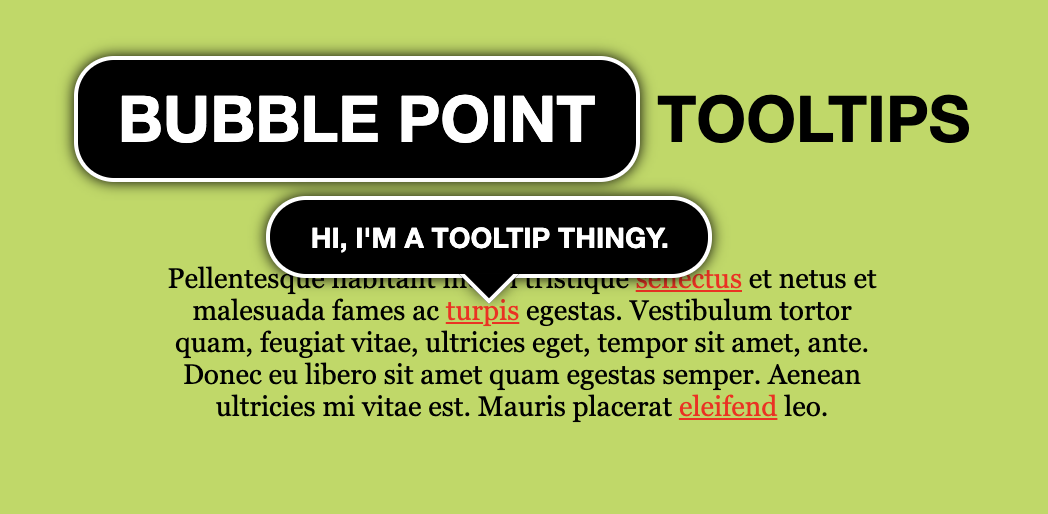 BUBBLE POINT TOOLTIPS
HI, I'M A TOOLTIP THINGY.
Pellentesque habitant tristique senectus et netus et
malesuada fames ac turpis egestas. Vestibulum tortor
quam, feugiat vitae, ultricies eget, tempor sit amet, ante.
Donec eu libero sit amet quam egestas semper. Aenean
ultricies mi vitae est. Mauris placerat eleifend leo.